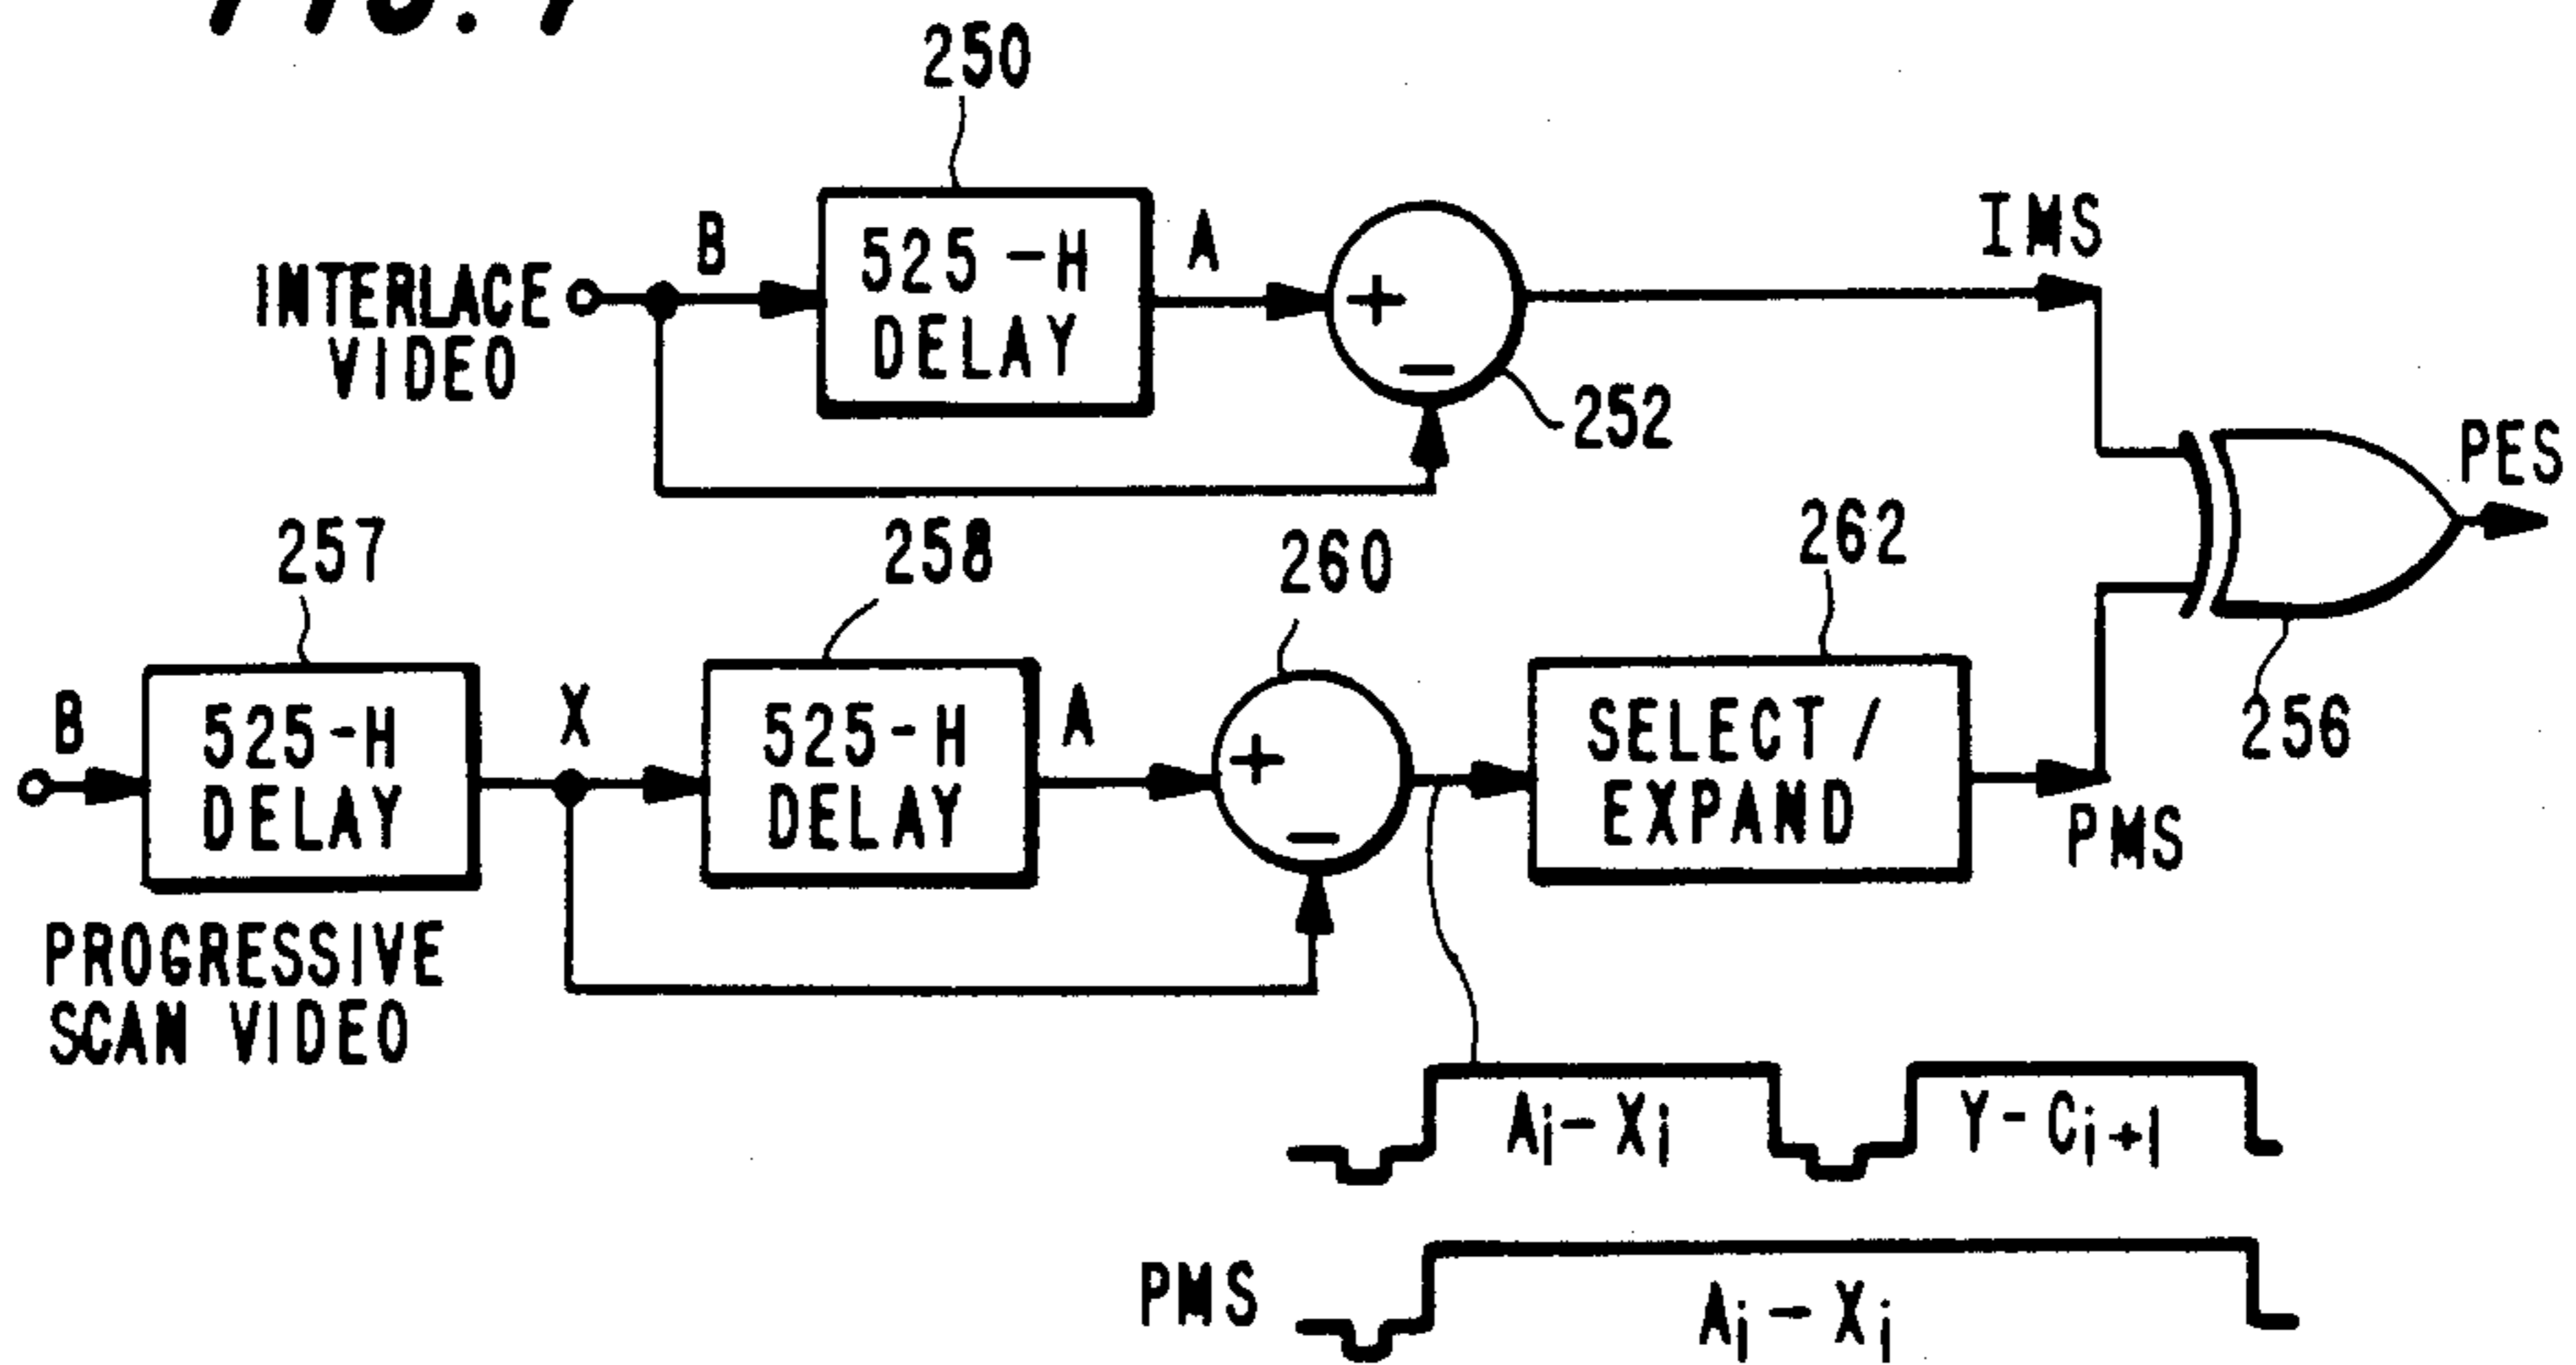 250
INTERLACE
VIDEO
B
525-H
DELAY
A
+
−
252
IMS
PES
256
257
258
260
262
B
525-H
DELAY
X
525-H
DELAY
A
+
−
SELECT/
EXPAND
PMS
PROGRESSIVE
SCAN VIDEO
Ai-Xi
Y-Ci+1
PMS
Ai-Xi